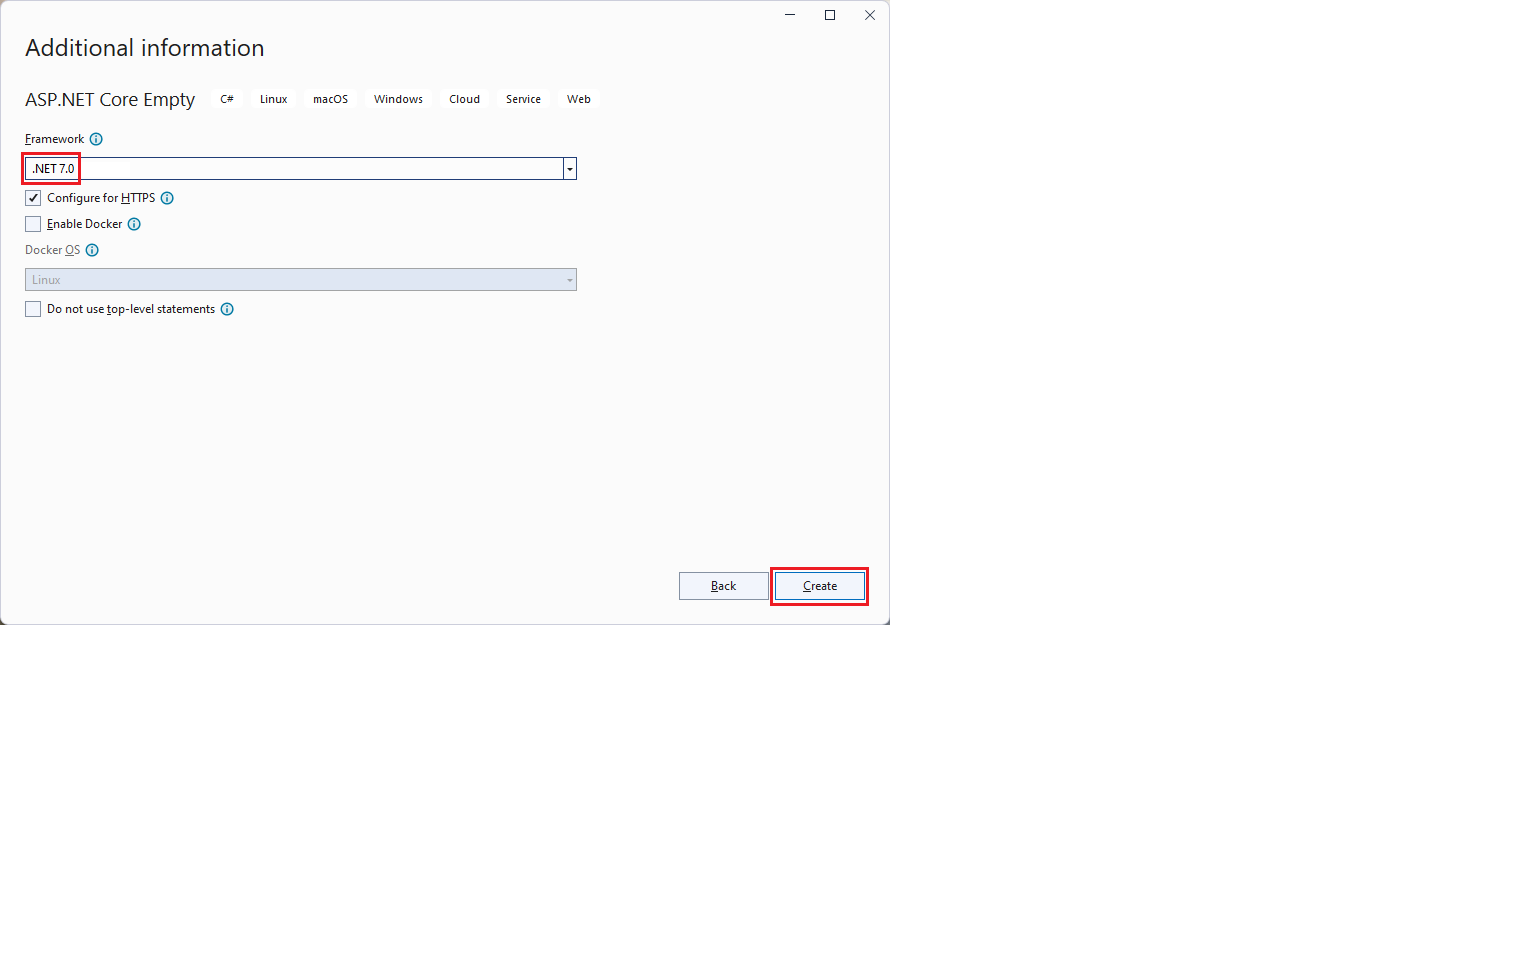 Additional information
ASP.NET Core Empty C# Linux macOS Windows Cloud Service Web
Framework
.NET 7.0
Configure for HTTPS
Enable Docker
Docker OS
Linux
Do not use top-level statements
Back Create